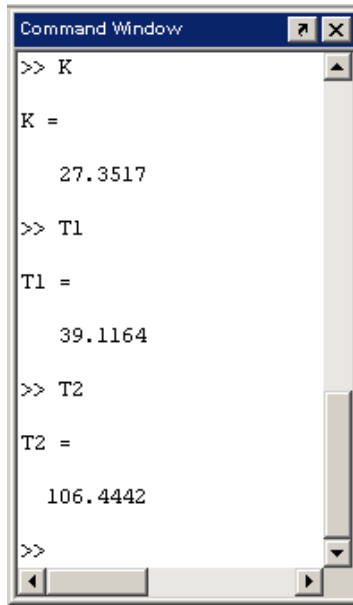 Command Window
>> K
K =
27.3517
>> T1
T1 =
39.1164
>> T2
T2 =
106.4442
>>